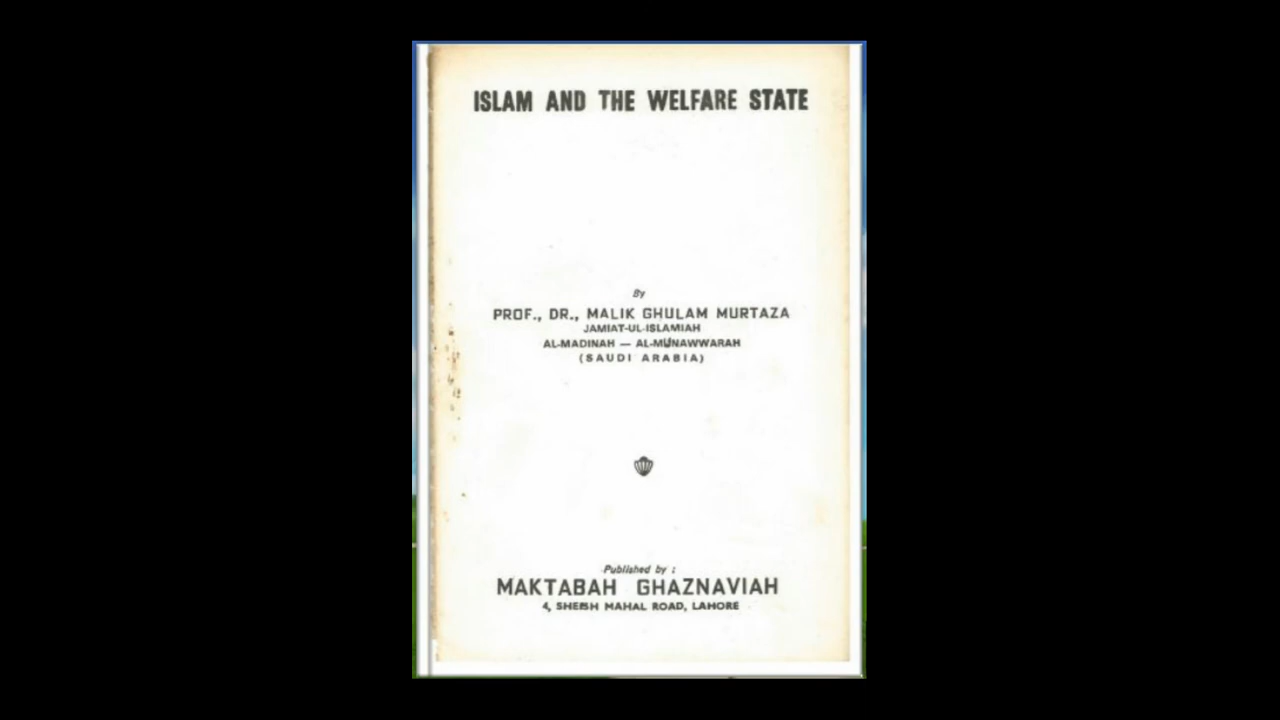 ISLAM AND THE WELFARE STATE
By
PROF., DR., MALIK GHULAM MURTAZA
JAMIAT-UL-ISLAMIAH
AL-MADINAH — AL-MUNAWWARAH
(SAUDI ARABIA)
Published by :
MAKTABAH GHAZNAVIAH
4, SHEESH MAHAL ROAD, LAHORE